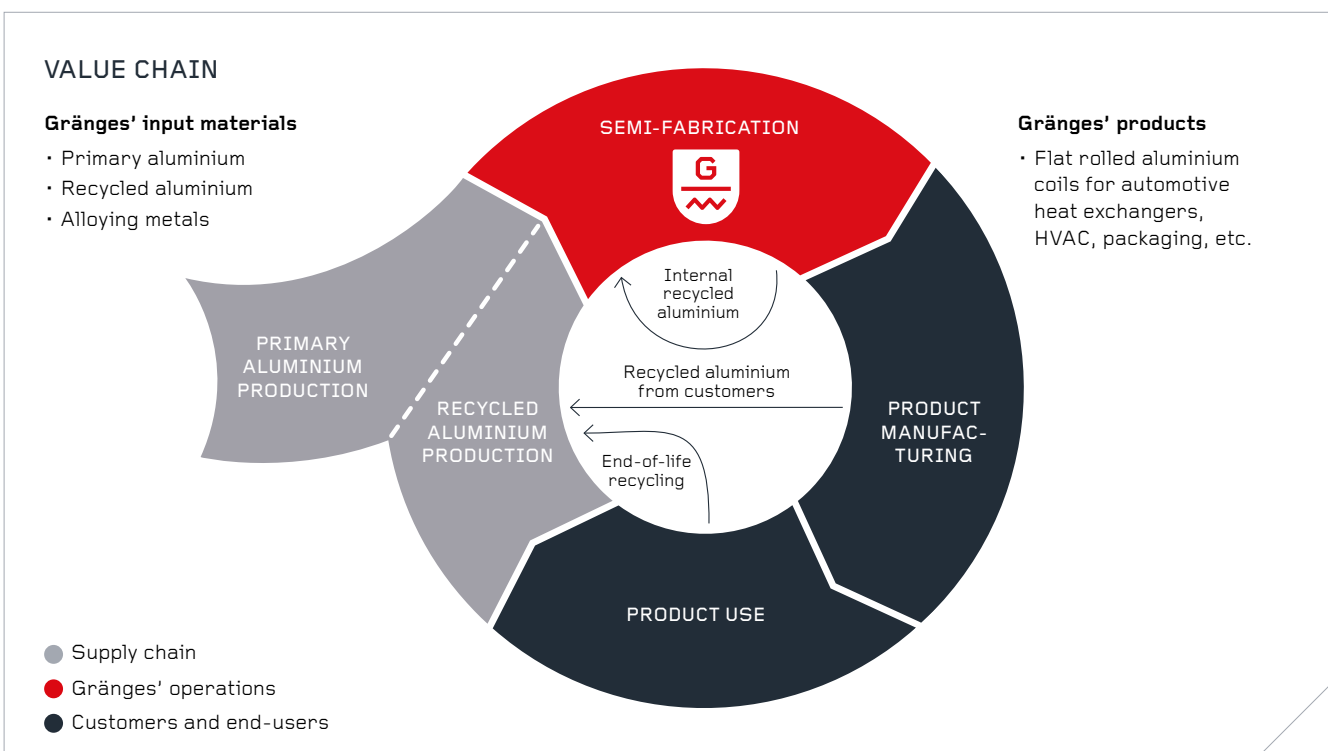 VALUE CHAIN
Gränges' input materials
· Primary aluminium
· Recycled aluminium
· Alloying metals
SEMI-FABRICATION
G
Gränges' products
· Flat rolled aluminium
coils for automotive
heat exchangers,
HVAC, packaging, etc.
Internal
recycled
aluminium
PRIMARY
ALUMINIUM
PRODUCTION
Recycled aluminium
from customers
RECYCLED
ALUMINIUM
PRODUCTION
PRODUCT
MANUFAC-
TURING
End-of-life
recycling
PRODUCT USE
Supply chain
Gränges' operations
Customers and end-users